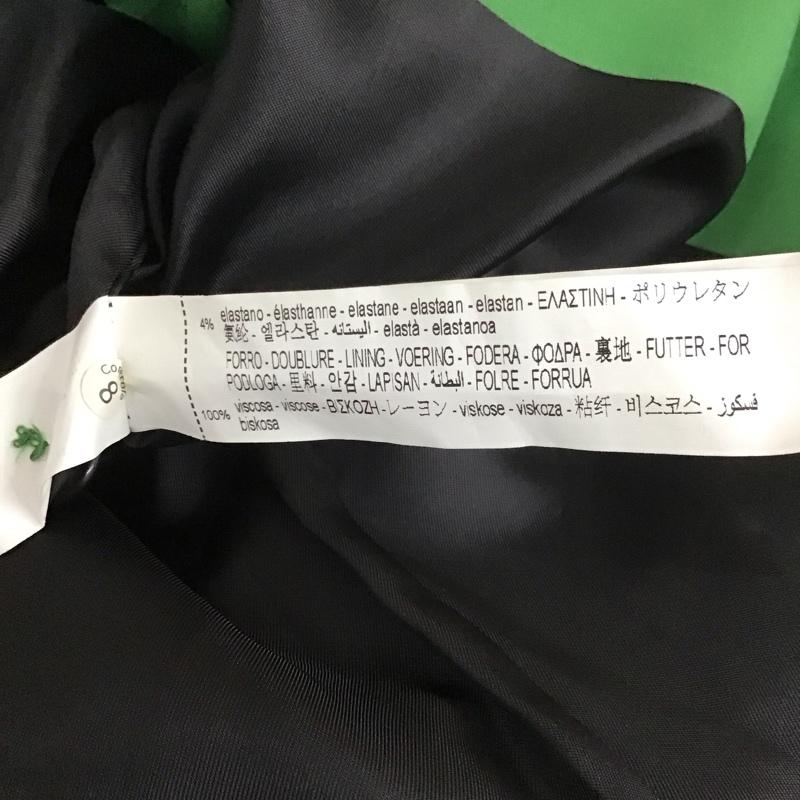 4% elastano - élasthanne - elastane - elastaan - elastan - ΕΛΑΣΤΙΝΗ - ポリウレタン
氨纶 - 엘라스탄 - اليستانه - elastà - elastanoa
FORRO - DOUBLURE - LINING - VOERING - FODERA - ΦΟΔΡΑ - 裏地 - FUTTER - FOR
PODLOGA - 里料 - 안감 - LAPISAN - البطانة - FOLRE - FORRUA
100% viscosa - viscose - ΒΙΣΚΟΖΗ - レーヨン - viskose - viskoza - 粘纤 - 비스코스 - فسكوز
biskosa
8